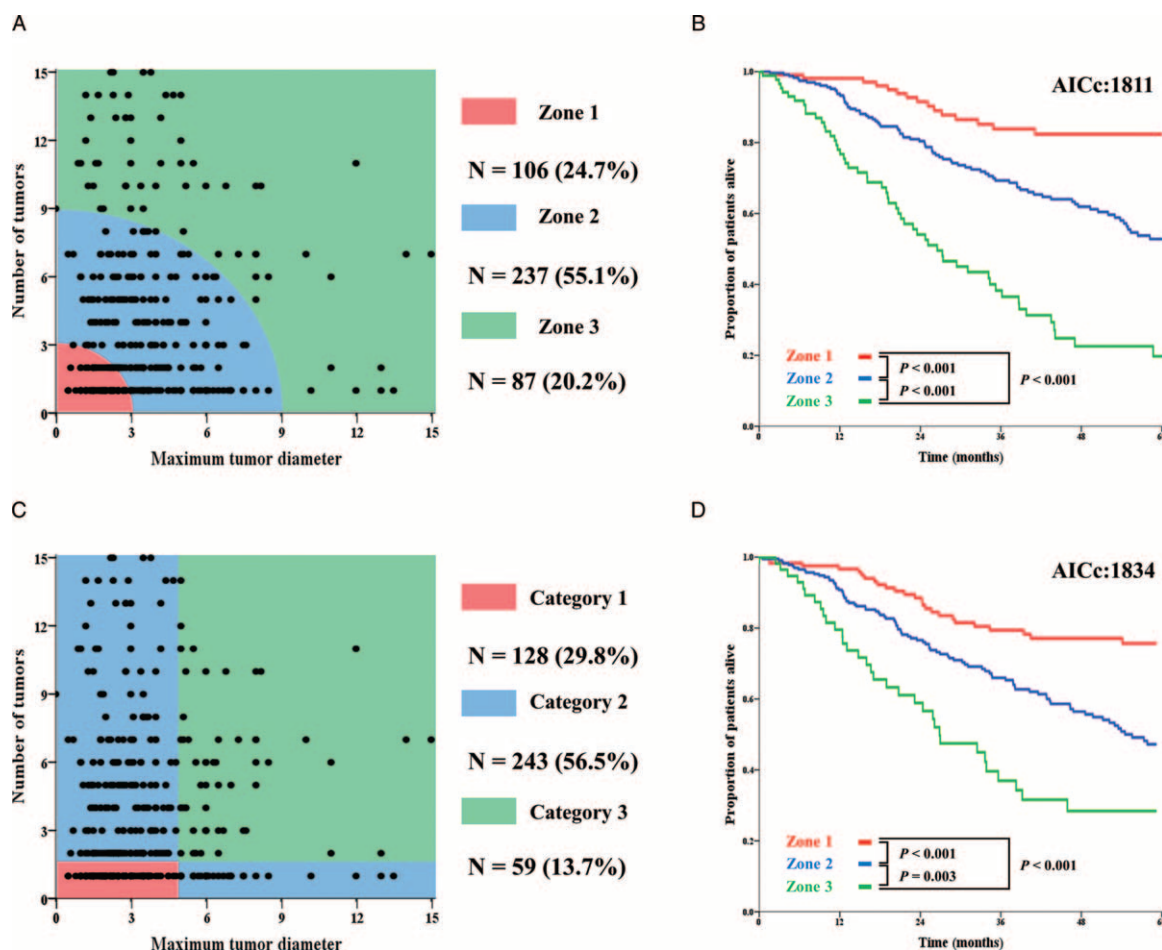 A
15
12
9
6
3
0
Number of tumors
0 3 6 9 12 15
Maximum tumor diameter
Zone 1
N = 106 (24.7%)
Zone 2
N = 237 (55.1%)
Zone 3
N = 87 (20.2%)
B
AICc:1811
1.0
0.8
0.6
0.4
0.2
0.0
Proportion of patients alive
Zone 1
Zone 2
Zone 3
P < 0.001
P < 0.001
P < 0.001
0 12 24 36 48 6
Time (months)
C
15
12
9
6
3
0
Number of tumors
0 3 6 9 12 15
Maximum tumor diameter
Category 1
N = 128 (29.8%)
Category 2
N = 243 (56.5%)
Category 3
N = 59 (13.7%)
D
AICc:1834
1.0
0.8
0.6
0.4
0.2
0.0
Proportion of patients alive
Zone 1
Zone 2
Zone 3
P < 0.001
P = 0.003
P < 0.001
0 12 24 36 48 6
Time (months)